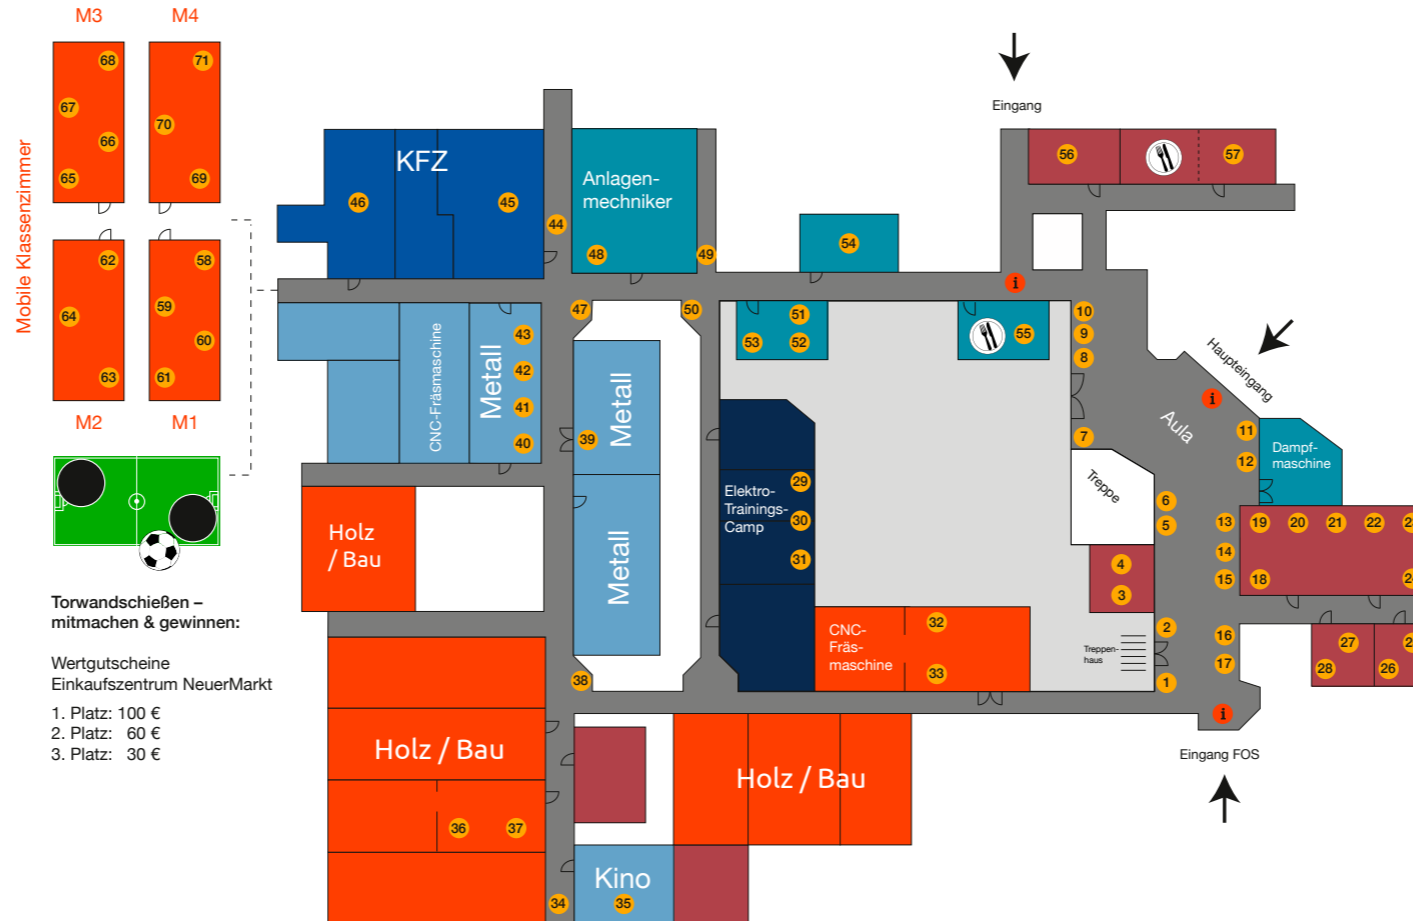 M3
M4
68
71
67
70
66
65
69
Mobile Klassenzimmer
62
58
59
64
60
63
61
M2
M1
Torwandschießen –
mitmachen & gewinnen:
Wertgutscheine
Einkaufszentrum NeuerMarkt
1. Platz: 100 €
2. Platz: 60 €
3. Platz: 30 €
KFZ
46
45
44
Anlagen-
mechniker
48
49
54
Eingang
56
57
i
47
50
43
42
41
40
CNC-Fräsmaschine
Metall
39
Metall
Metall
51
53
52
55
10
9
8
7
Haupteingang
i
Aula
11
12
Dampf-
maschine
Treppe
6
5
4
3
13
14
15
19
20
21
22
18
Elektro-
Trainings-
Camp
29
30
31
Holz
/ Bau
CNC-
Fräs-
maschine
32
33
Treppen-
haus
2
1
16
17
27
28
26
i
Eingang FOS
38
Holz / Bau
Holz / Bau
36
37
34
Kino
35